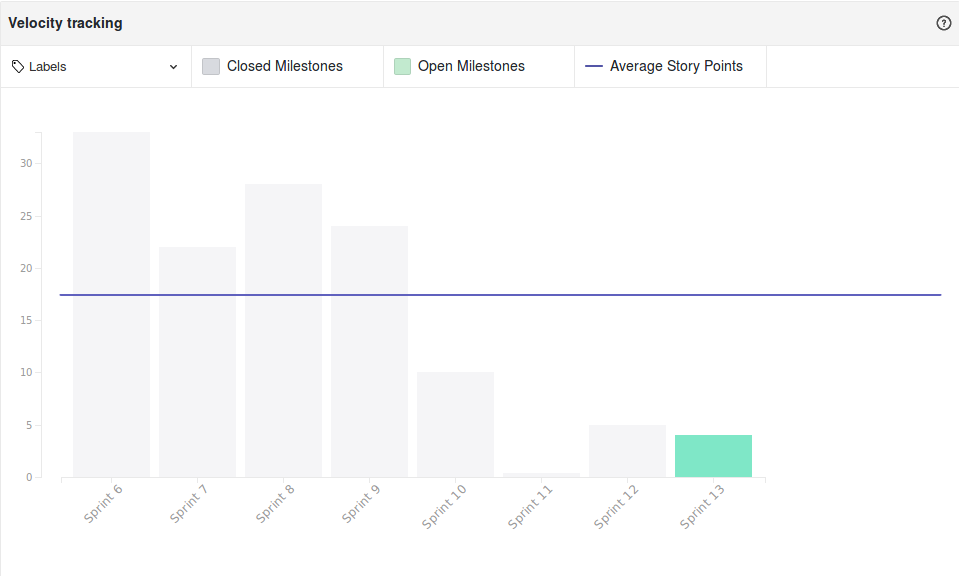 Velocity tracking
Labels
Closed Milestones
Open Milestones
Average Story Points
30
25
20
15
10
5
0
Sprint 6
Sprint 7
Sprint 8
Sprint 9
Sprint 10
Sprint 11
Sprint 12
Sprint 13